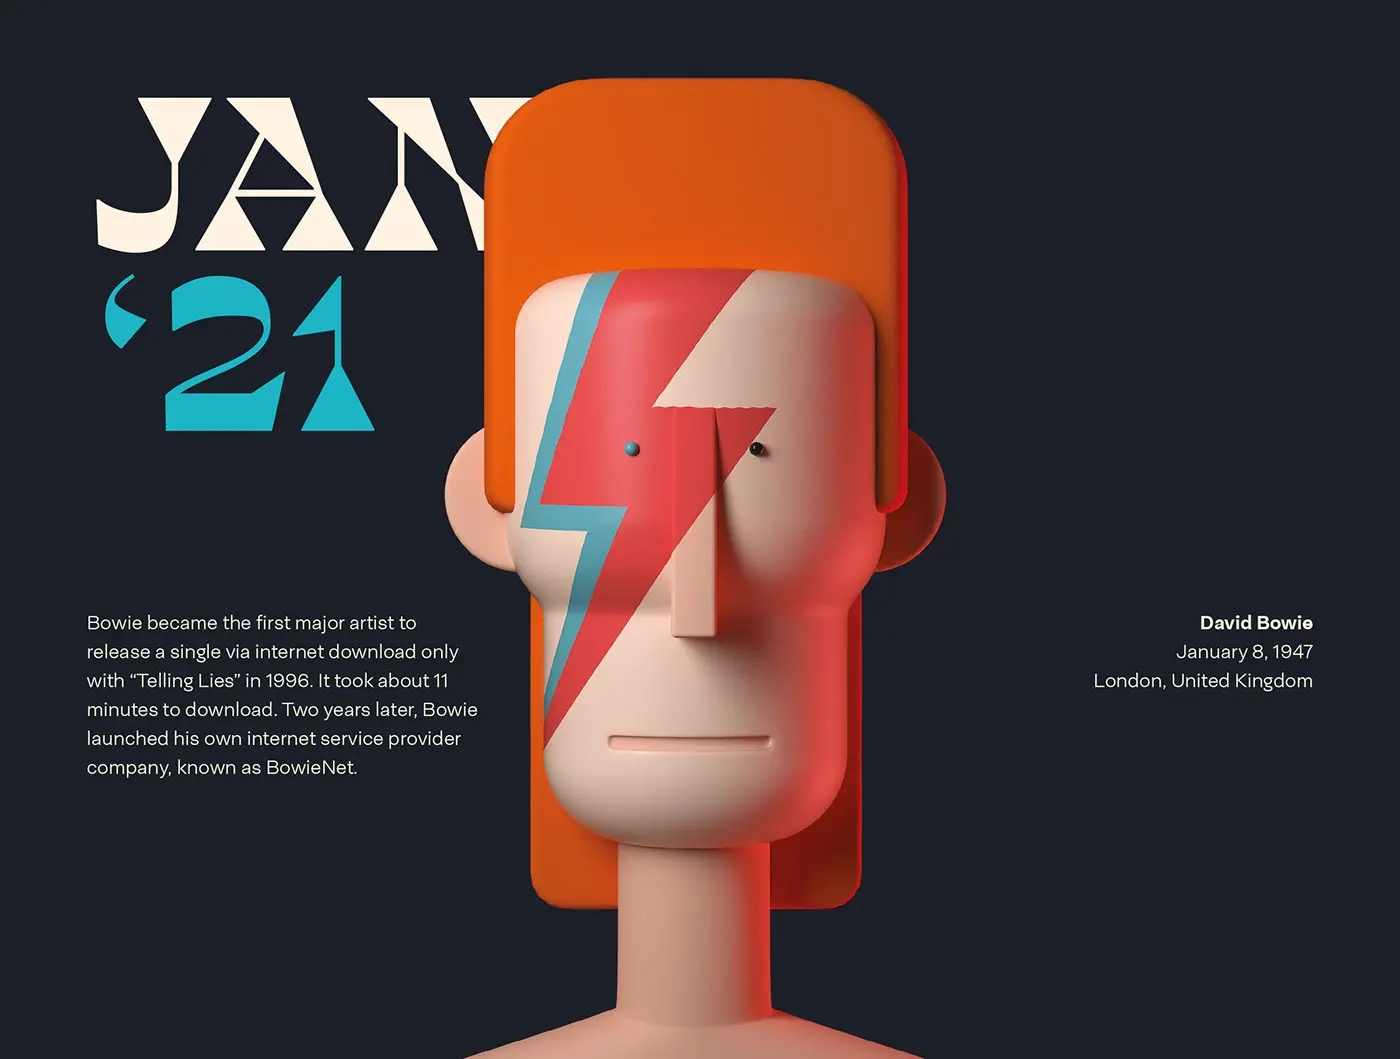 JAN
‘21
Bowie became the first major artist to
release a single via internet download only
with “Telling Lies” in 1996. It took about 11
minutes to download. Two years later, Bowie
launched his own internet service provider
company, known as BowieNet.
David Bowie
January 8, 1947
London, United Kingdom